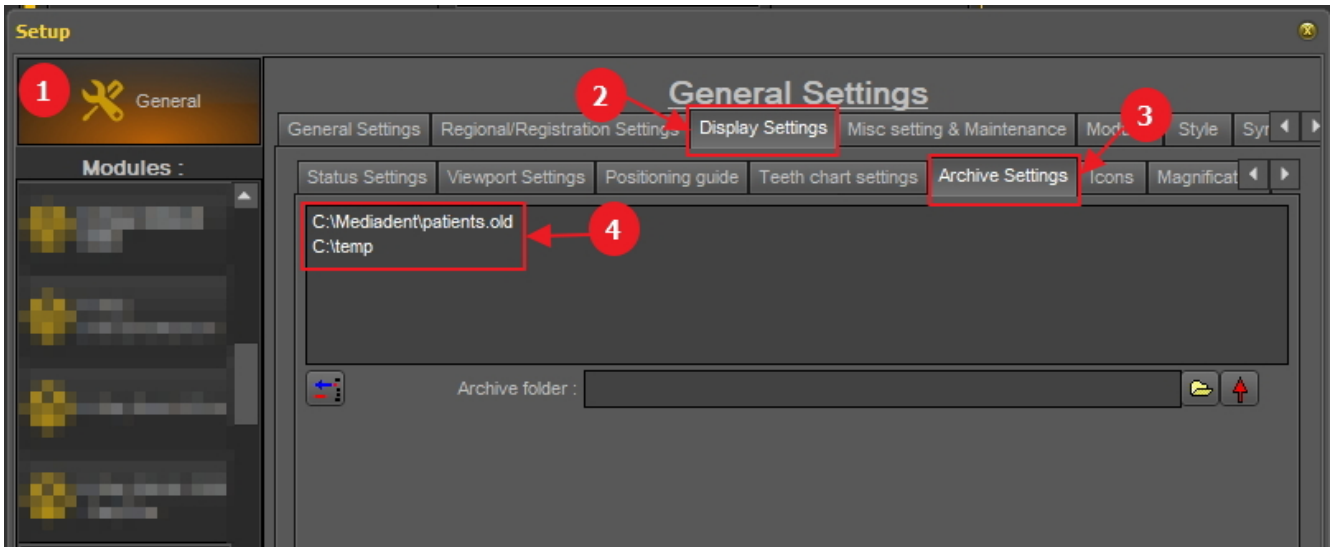 Setup
1
General
2
General Settings
3
General Settings
Regional/Registration Settings
Display Settings
Misc setting & Maintenance
Style
Modules :
Status Settings
Viewport Settings
Positioning guide
Teeth chart settings
Archive Settings
Icons
Magnificat
C:\Mediadent\patients.old
C:\temp
4
Archive folder :